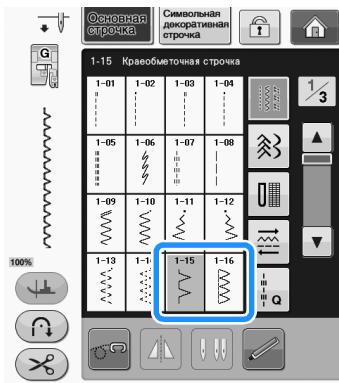 Основная
строчка
Символьная
декоративная
строчка
G
1-15 Краеобметочная строчка
1/3
1-01 1-02 1-03 1-04
1-05 1-06 1-07 1-08
1-09 1-10 1-11 1-12
100%
1-13 1-15 1-16
Q